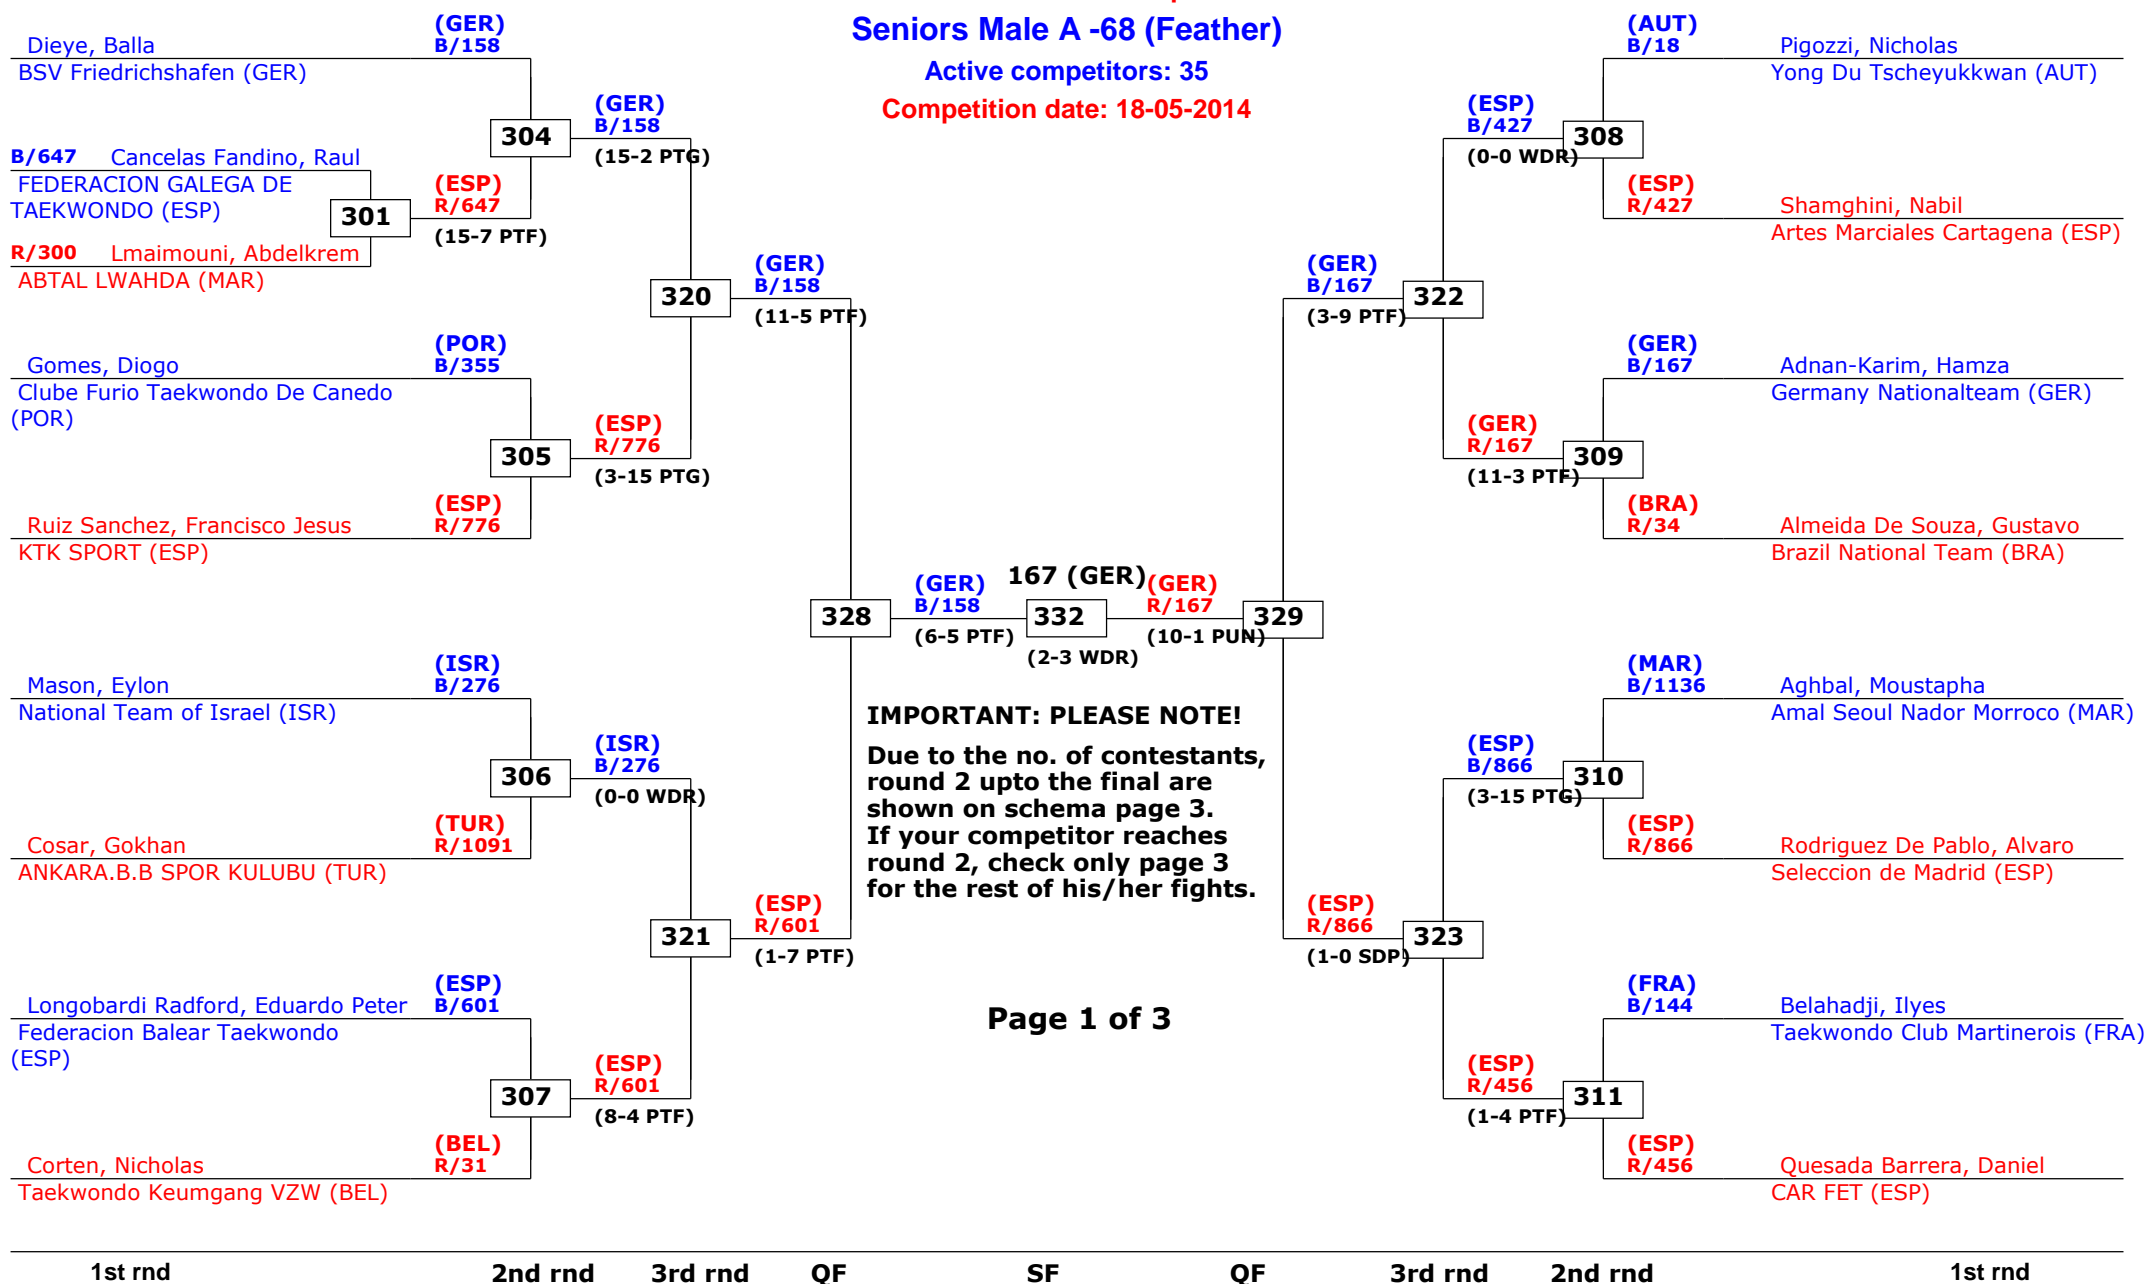 Seniors Male A -68 (Feather)
Active competitors: 35
Competition date: 18-05-2014
(GER)
B/158
Dieye, Balla
BSV Friedrichshafen (GER)
304
(GER)
B/158
(15-2 PTG)
B/647 Cancelas Fandino, Raul
FEDERACION GALEGA DE
TAEKWONDO (ESP)
301
(ESP)
R/647
(15-7 PTF)
R/300 Lmaimouni, Abdelkrem
ABTAL LWAHDA (MAR)
320
(GER)
B/158
(11-5 PTF)
(POR)
B/355
Gomes, Diogo
Clube Furio Taekwondo De Canedo
(POR)
305
(ESP)
R/776
(3-15 PTG)
(ESP)
R/776
Ruiz Sanchez, Francisco Jesus
KTK SPORT (ESP)
328
(GER)
B/158
(6-5 PTF)
167 (GER)
332
(2-3 WDR)
(GER)
R/167
(10-1 PUN)
329
(ISR)
B/276
Mason, Eylon
National Team of Israel (ISR)
306
(ISR)
B/276
(0-0 WDR)
(TUR)
R/1091
Cosar, Gokhan
ANKARA.B.B SPOR KULUBU (TUR)
321
(ESP)
R/601
(1-7 PTF)
(ESP)
B/601
Longobardi Radford, Eduardo Peter
Federacion Balear Taekwondo
(ESP)
307
(ESP)
R/601
(8-4 PTF)
(BEL)
R/31
Corten, Nicholas
Taekwondo Keumgang VZW (BEL)
IMPORTANT: PLEASE NOTE!
Due to the no. of contestants,
round 2 upto the final are
shown on schema page 3.
If your competitor reaches
round 2, check only page 3
for the rest of his/her fights.
Page 1 of 3
(AUT)
B/18
Pigozzi, Nicholas
Yong Du Tscheyukkwan (AUT)
(ESP)
B/427
(0-0 WDR)
308
(ESP)
R/427
Shamghini, Nabil
Artes Marciales Cartagena (ESP)
(GER)
B/167
(3-9 PTF)
322
(GER)
B/167
Adnan-Karim, Hamza
Germany Nationalteam (GER)
(GER)
R/167
(11-3 PTF)
309
(BRA)
R/34
Almeida De Souza, Gustavo
Brazil National Team (BRA)
(MAR)
B/1136
Aghbal, Moustapha
Amal Seoul Nador Morroco (MAR)
(ESP)
B/866
(3-15 PTG)
310
(ESP)
R/866
Rodriguez De Pablo, Alvaro
Seleccion de Madrid (ESP)
(ESP)
R/866
(1-0 SDP)
323
(FRA)
B/144
Belahadji, Ilyes
Taekwondo Club Martinerois (FRA)
(ESP)
R/456
(1-4 PTF)
311
(ESP)
R/456
Quesada Barrera, Daniel
CAR FET (ESP)
1st rnd 2nd rnd 3rd rnd QF SF QF 3rd rnd 2nd rnd 1st rnd